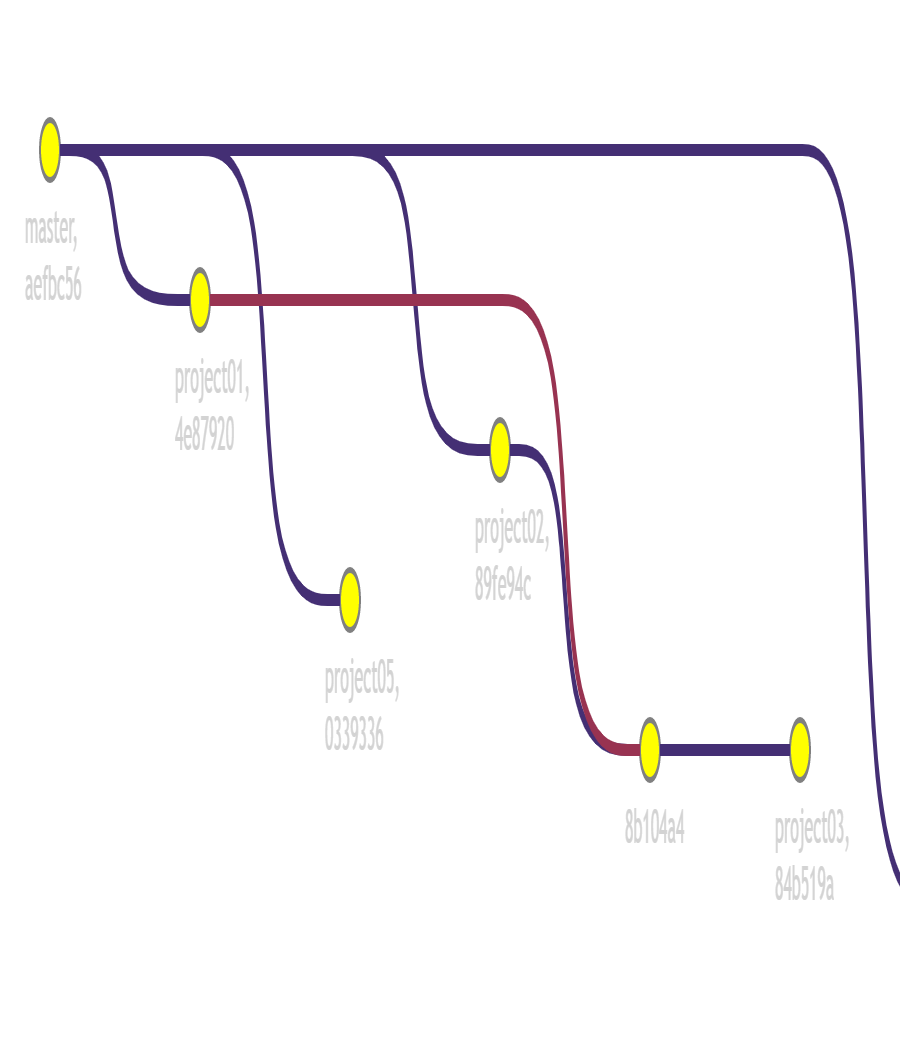 master,
aefbc56
project01,
4e87920
project02,
89fe94c
project05,
0339336
8b104a4
project03,
84b519a